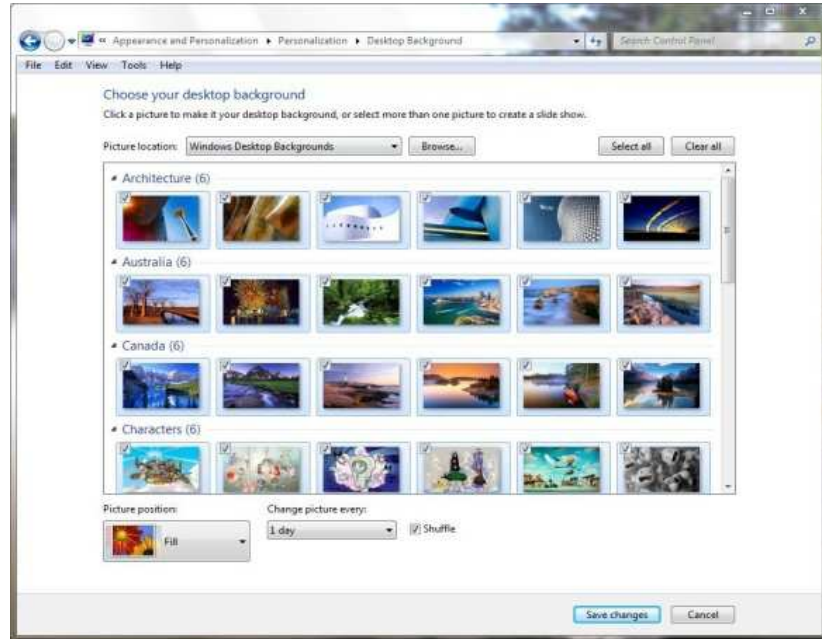 « Appearance and Personalization ▸ Personalization ▸ Desktop Background
Search Control Panel
File Edit View Tools Help
Choose your desktop background
Click a picture to make it your desktop background, or select more than one picture to create a slide show.
Picture location: Windows Desktop Backgrounds Browse... Select all Clear all
Architecture (6)
Australia (6)
Canada (6)
Characters (6)
Picture position: Change picture every:
Fill 1 day Shuffle
Save changes Cancel